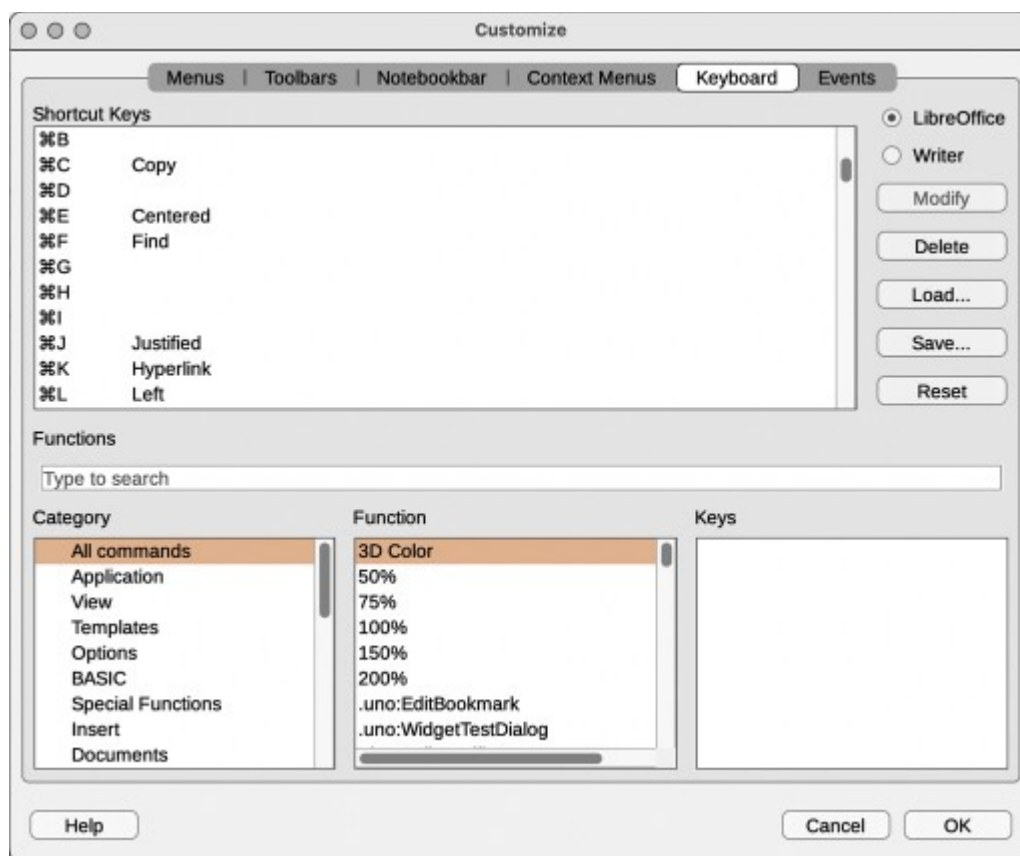 Customize
Menus | Toolbars | Notebookbar | Context Menus Keyboard Events
Shortcut Keys
⌘B
⌘C Copy
⌘D
⌘E Centered
⌘F Find
⌘G
⌘H
⌘I
⌘J Justified
⌘K Hyperlink
⌘L Left
LibreOffice
Writer
Modify
Delete
Load...
Save...
Reset
Functions
Type to search
Category
All commands
Application
View
Templates
Options
BASIC
Special Functions
Insert
Documents
Function
3D Color
50%
75%
100%
150%
200%
.uno:EditBookmark
.uno:WidgetTestDialog
Keys
Help
Cancel
OK